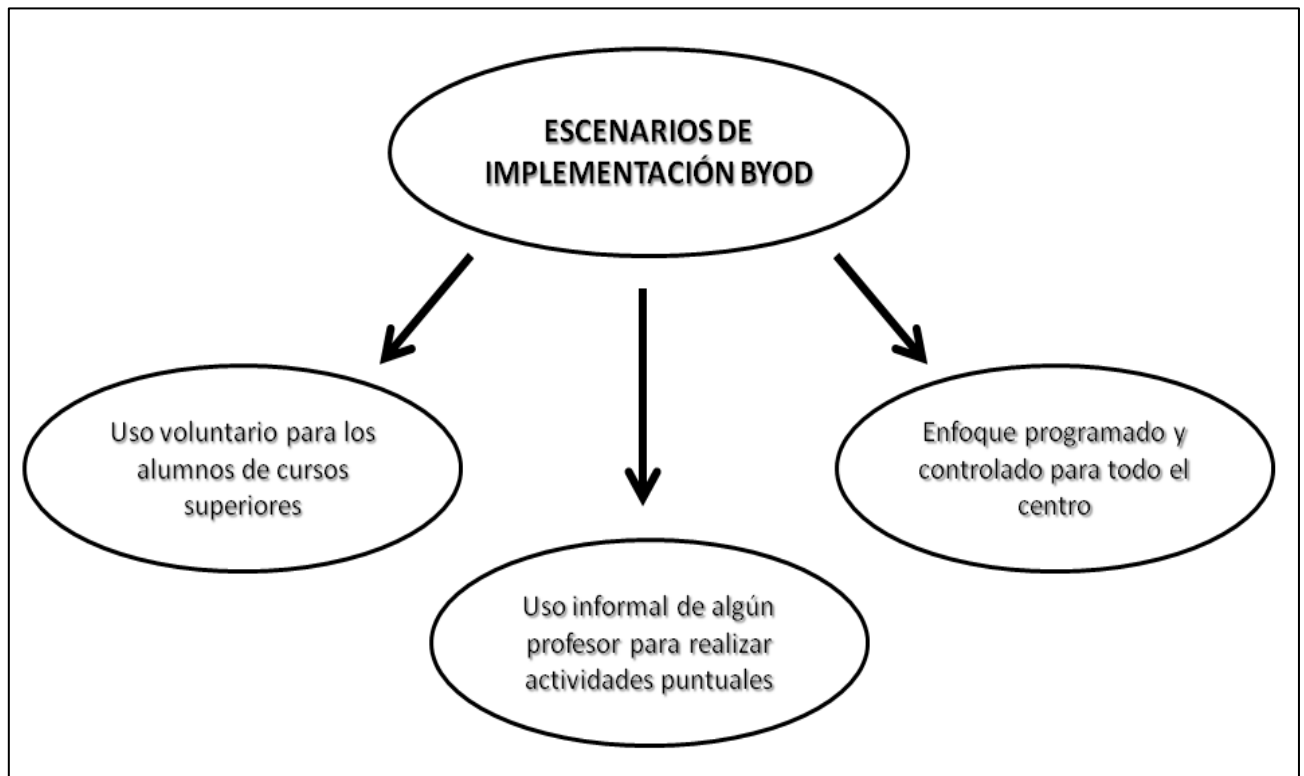 ESCENARIOS DE
IMPLEMENTACIÓN BYOD
Uso voluntario para los
alumnos de cursos
superiores
Uso informal de algún
profesor para realizar
actividades puntuales
Enfoque programado y
controlado para todo el
centro